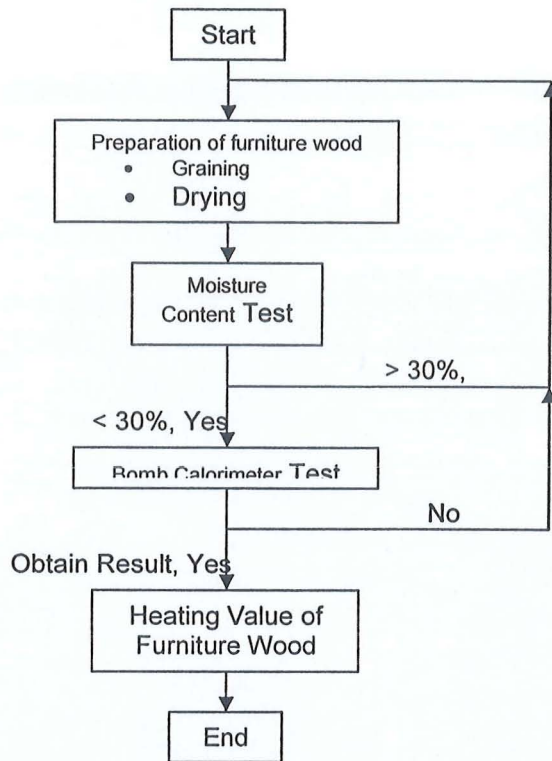 Start
Preparation of furniture wood
• Graining
• Drying
Moisture
Content Test
> 30%,
< 30%, Yes
Bomb Calorimeter Test
No
Obtain Result, Yes
Heating Value of
Furniture Wood
End